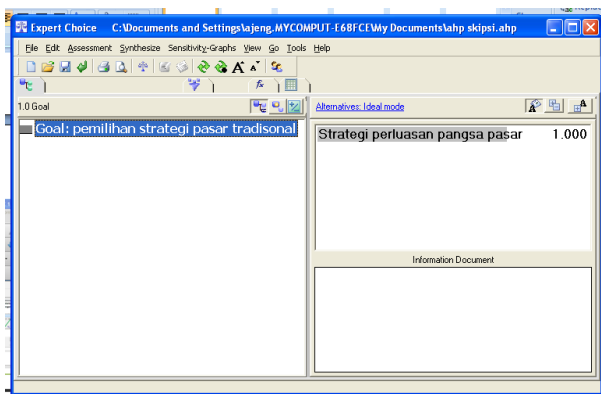 Expert Choice C:\Documents and Settings\ajeng.MYCOMPUT-E68FCE\My Documents\ahp skipsi.ahp
File Edit Assessment Synthesize Sensitivity-Graphs View Go Tools Help
1.0 Goal
Alternatives: Ideal mode
Goal: pemilihan strategi pasar tradisonal
Strategi perluasan pangsa pasar 1.000
Information Document